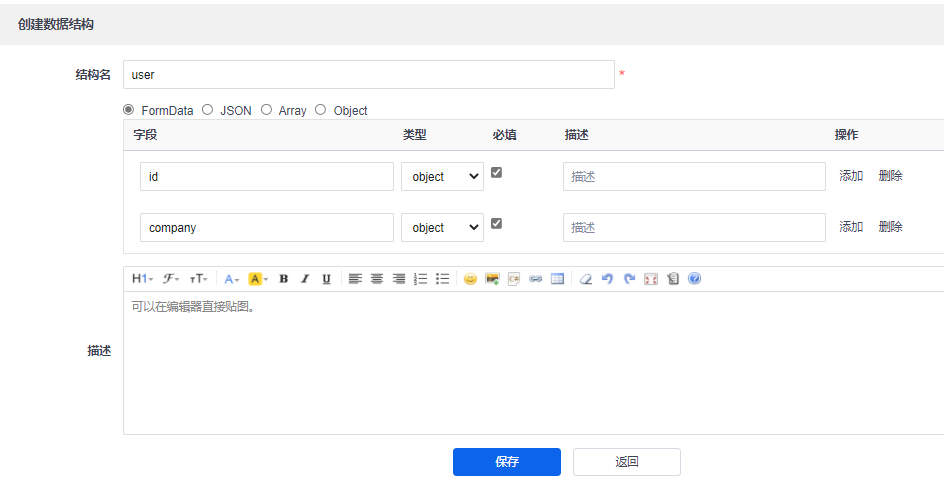 创建数据结构
结构名 user *
FormData JSON Array Object
字段 类型 必填 描述 操作
id object 描述 添加 删除
company object 描述 添加 删除
H1 F TT A A B I U
可以在编辑器直接贴图。
描述
保存 返回